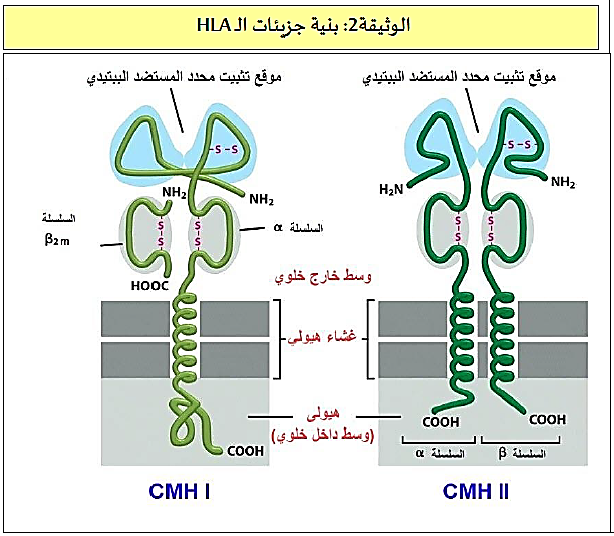 الوثيقة2: بنية جزيئات الـ HLA
موقع تثبيت محدد المستضد الببتيدي
موقع تثبيت محدد المستضد الببتيدي
-S-S-
NH2
NH2
السلسلة
β2m
S
S
S
S
السلسلة α
HOOC
-S-S-
H2N
NH2
S
S
S
S
وسط خارج خلوي
غشاء هيولي
هيولى
(وسط داخل خلوي)
COOH
COOH
COOH
السلسلة α
السلسلة β
CMH I
CMH II